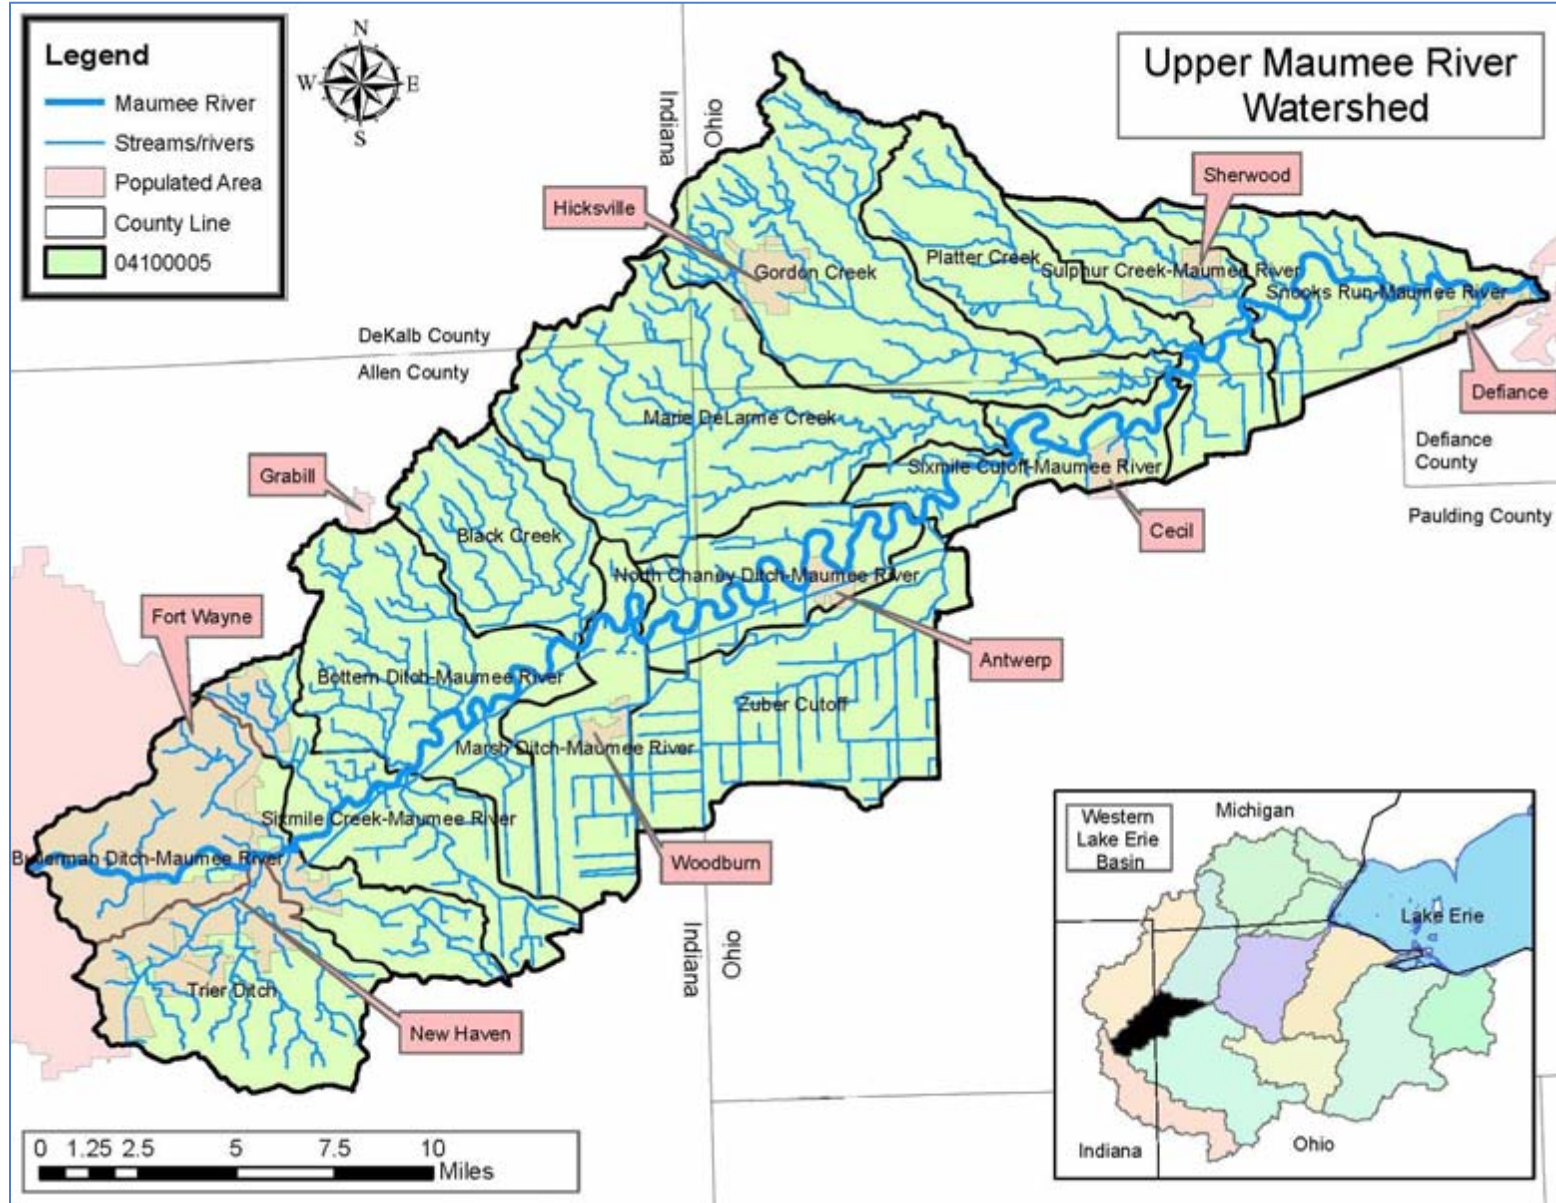 Legend
Maumee River
Streams/rivers
Populated Area
County Line
04100005
N
W
E
S
Upper Maumee River
Watershed
Indiana
Ohio
Sherwood
Hicksville
Gordon Creek
Platter Creek
Sulphur Creek-Maumee River
Snooks Run-Maumee River
DeKalb County
Allen County
Defiance
Marie DeLarme Creek
Defiance
County
Sixmile Cutoff-Maumee River
Grabill
Paulding County
Cecil
Black Creek
North Chaney Ditch-Maumee River
Fort Wayne
Antwerp
Bottern Ditch-Maumee River
Zuber Cutoff
Marsh Ditch-Maumee River
Sixmile Creek-Maumee River
Ditch-Maumee River
Woodburn
Indiana
Ohio
Trier Ditch
New Haven
Western
Lake Erie
Basin
Michigan
Lake Erie
Indiana
Ohio
0 1.25 2.5 5 7.5 10
Miles